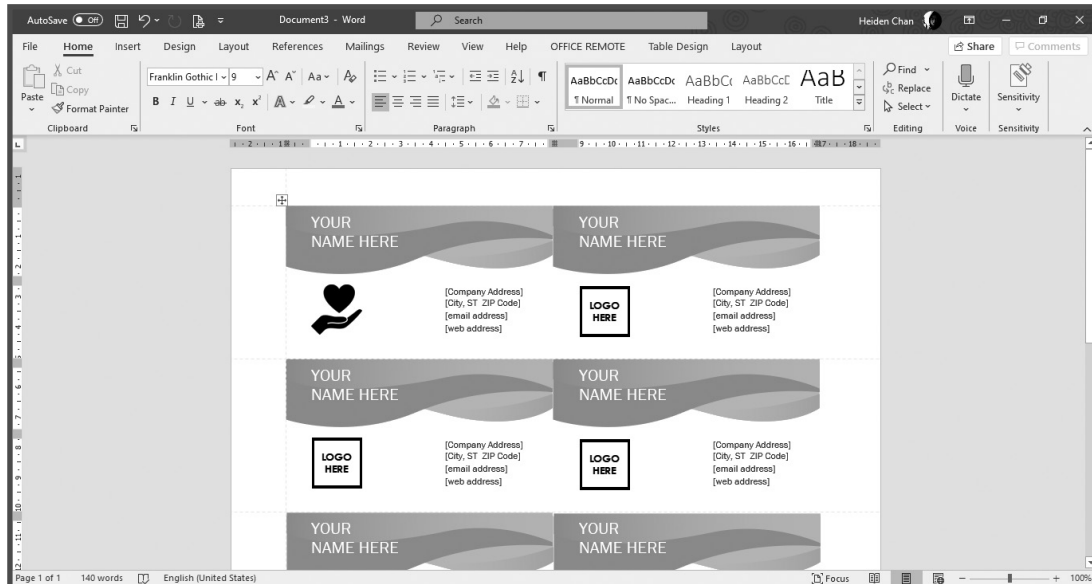 AutoSave Off Document3 - Word Search Heiden Chan
File Home Insert Design Layout References Mailings Review View Help OFFICE REMOTE Table Design Layout Share Comments
Paste
Cut
Copy
Format Painter
Clipboard
Franklin Gothic I 9
Font
Paragraph
AaBbCcDc AaBbCcDc AaBbCc AaBbCcC AaB
¶ Normal ¶ No Spac... Heading 1 Heading 2 Title
Styles
Find
Replace
Select
Editing
Dictate
Voice
Sensitivity
Sensitivity
YOUR
NAME HERE
[Company Address]
[City, ST ZIP Code]
[email address]
[web address]
YOUR
NAME HERE
LOGO
HERE
[Company Address]
[City, ST ZIP Code]
[email address]
[web address]
YOUR
NAME HERE
LOGO
HERE
[Company Address]
[City, ST ZIP Code]
[email address]
[web address]
YOUR
NAME HERE
LOGO
HERE
[Company Address]
[City, ST ZIP Code]
[email address]
[web address]
YOUR
NAME HERE
YOUR
NAME HERE
Page 1 of 1 140 words English (United States) Focus 100%